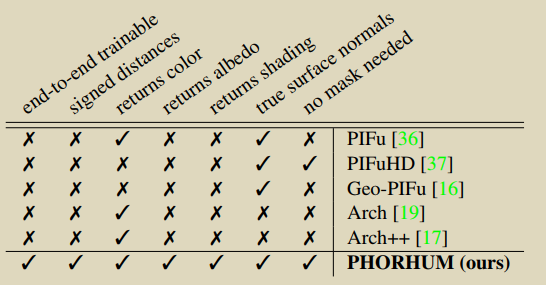 end-to-end trainable
signed distances
returns color
returns albedo
returns shading
true surface normals
no mask needed
✗ ✗ ✓ ✗ ✗ ✓ ✗ PIFu [36]
✗ ✗ ✗ ✗ ✗ ✓ ✓ PIFuHD [37]
✗ ✗ ✗ ✗ ✗ ✓ ✗ Geo-PIFu [16]
✗ ✗ ✓ ✗ ✗ ✗ ✗ Arch [19]
✗ ✗ ✓ ✗ ✗ ✗ ✗ Arch++ [17]
✓ ✓ ✓ ✓ ✓ ✓ ✓ PHORHUM (ours)